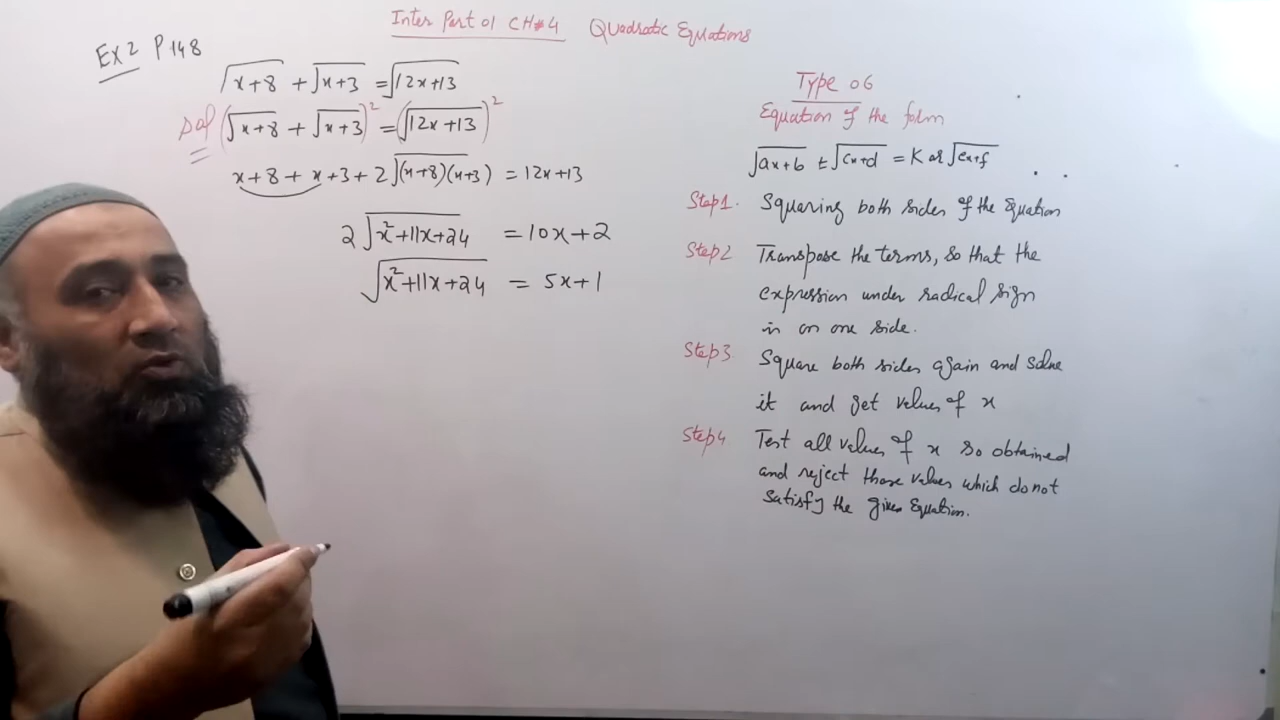 Inter Part 01 CH#4 Quadratic Equations
Ex 2 P 148
√x+8 + √x+3 = √12x+13
Sol (√x+8 + √x+3)² = (√12x+13)²
x+8 + x+3 + 2√(x+8)(x+3) = 12x+13
2√x²+11x+24 = 10x+2
√x²+11x+24 = 5x+1
Type 06
Equation of the form
√ax+b ± √cx+d = K or √ex+f
Step1. Squaring both sides of the Equation
Step2 Transpose the terms, so that the
expression under radical sign
is on one side.
Step3 Square both sides again and solve
it and get values of x
Step4 Test all values of x so obtained
and reject those values which do not
satisfy the given Equation.